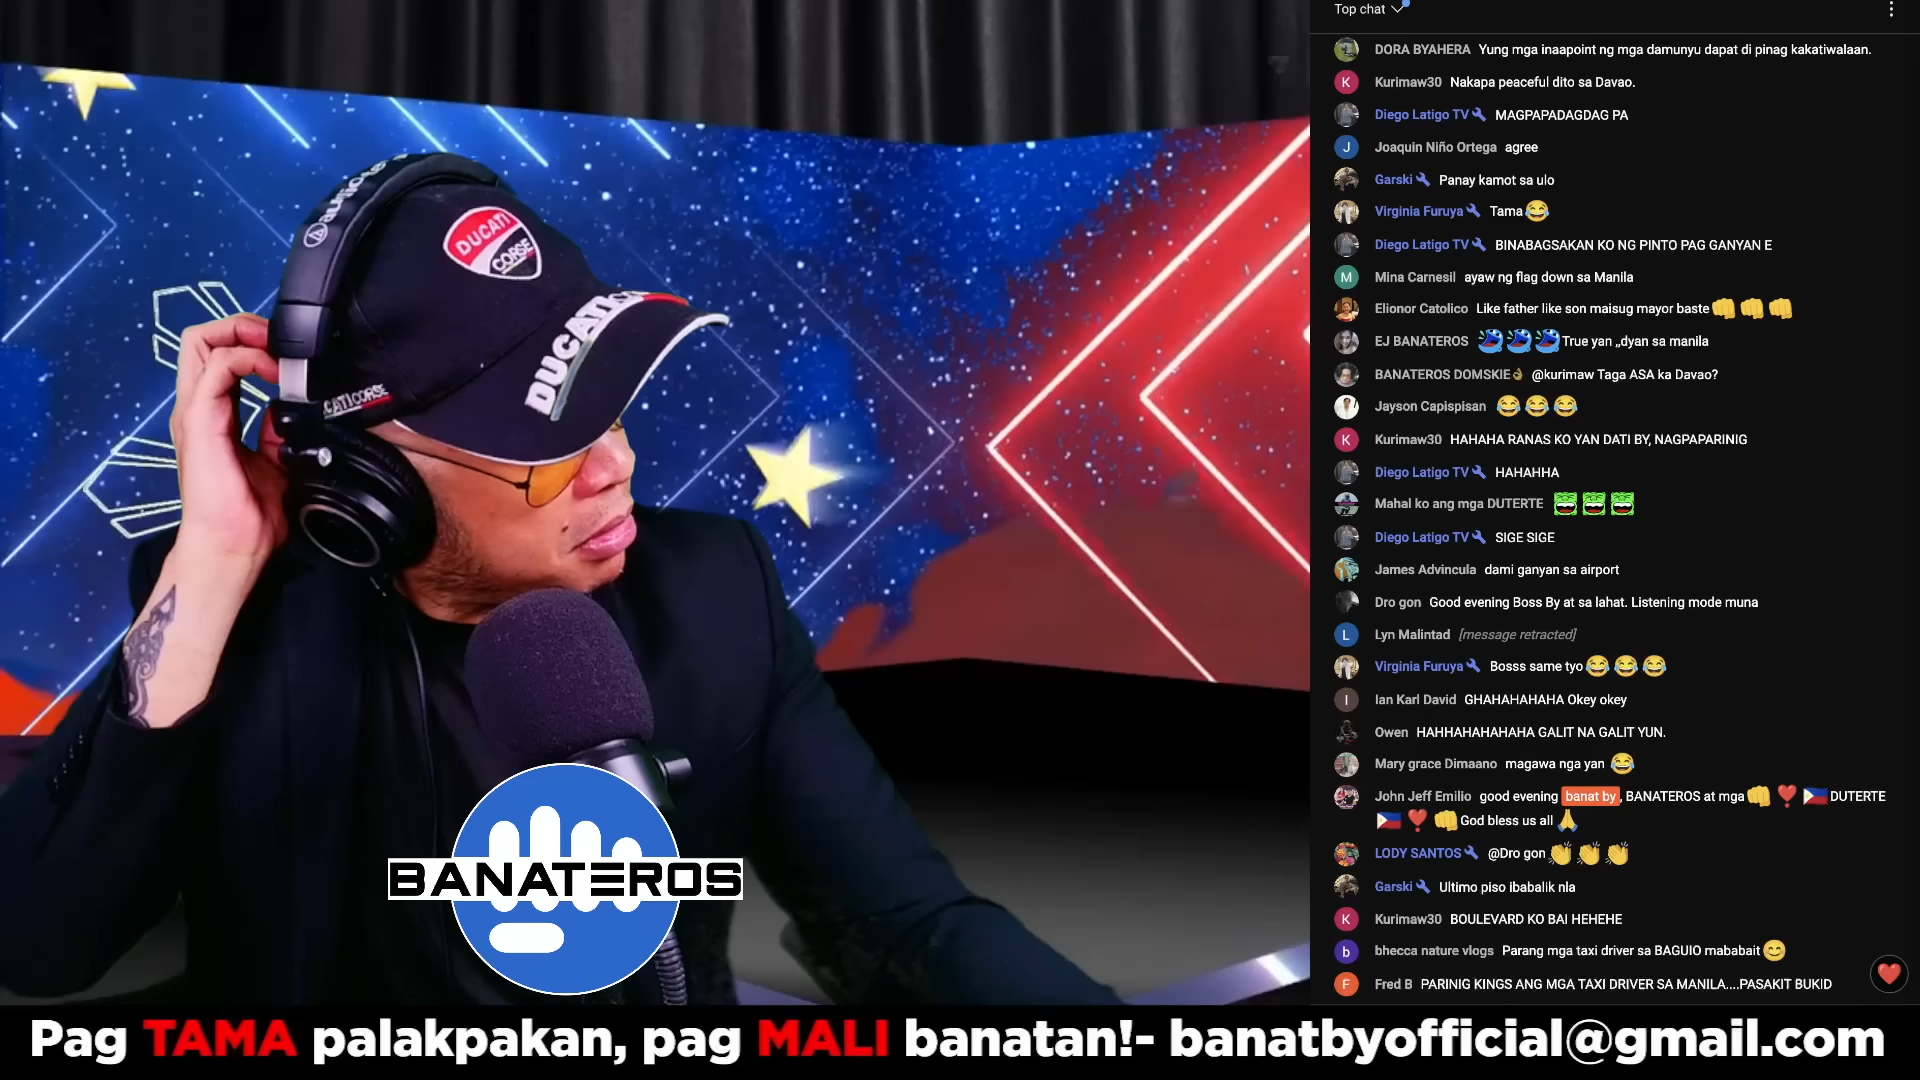 Top chat
DORA BYAHERA Yung mga inaapoint ng mga damunyu dapat di pinag kakatiwalaan.
K Kurimaw30 Nakapa peaceful dito sa Davao.
Diego Latigo TV MAGPAPADAGDAG PA
J Joaquin Niño Ortega agree
Garski Panay kamot sa ulo
Virginia Furuya Tama😂
Diego Latigo TV BINABAGSAKAN KO NG PINTO PAG GANYAN E
M Mina Carnesil ayaw ng flag down sa Manila
Elionor Catolico Like father like son maisug mayor baste👊👊👊
EJ BANATEROS True yan ,,dyan sa manila
BANATEROS DOMSKIE👌 @kurimaw Taga ASA ka Davao?
Jayson Capispisan 😂😂😂
K Kurimaw30 HAHAHA RANAS KO YAN DATI BY, NAGPAPARINIG
Diego Latigo TV HAHAHHA
Mahal ko ang mga DUTERTE
Diego Latigo TV SIGE SIGE
James Advincula dami ganyan sa airport
Dro gon Good evening Boss By at sa lahat. Listening mode muna
L Lyn Malintad [message retracted]
Virginia Furuya Bosss same tyo😂😂😂
I Ian Karl David GHAHAHAHAHA Okey okey
Owen HAHHAHAHAHAHA GALIT NA GALIT YUN.
Mary grace Dimaano magawa nga yan 😂
John Jeff Emilio good evening banat by, BANATEROS at mga👊❣️🇵🇭DUTERTE
🇵🇭❣️👊God bless us all🙏
LODY SANTOS @Dro gon👏👏👏
Garski Ultimo piso ibabalik nla
K Kurimaw30 BOULEVARD KO BAI HEHEHE
b bhecca nature vlogs Parang mga taxi driver sa BAGUIO mababait😊
F Fred B PARINIG KINGS ANG MGA TAXI DRIVER SA MANILA....PASAKIT BUKID
audio-te
DUCATI
CORSE
DUCATI
CATICORSE
BANATEROS
Pag TAMA palakpakan, pag MALI banatan!- banatbyofficial@gmail.com